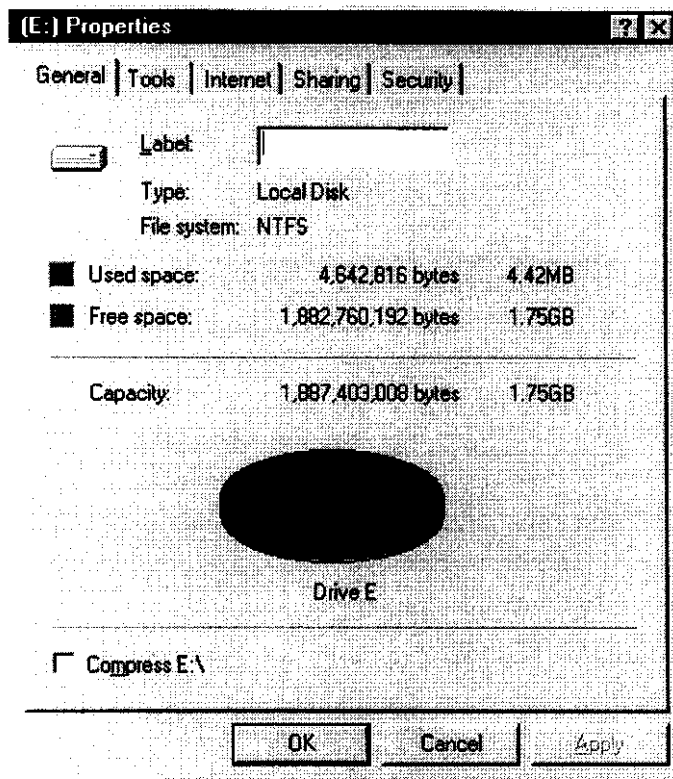 (E:) Properties ? X
General Tools Internet Sharing Security
Label:
Type: Local Disk
File system: NTFS
Used space: 4,642,816 bytes 4.42MB
Free space: 1,882,760,192 bytes 1.75GB
Capacity: 1,887,403,008 bytes 1.75GB
Drive E
Compress E:\
OK Cancel Apply